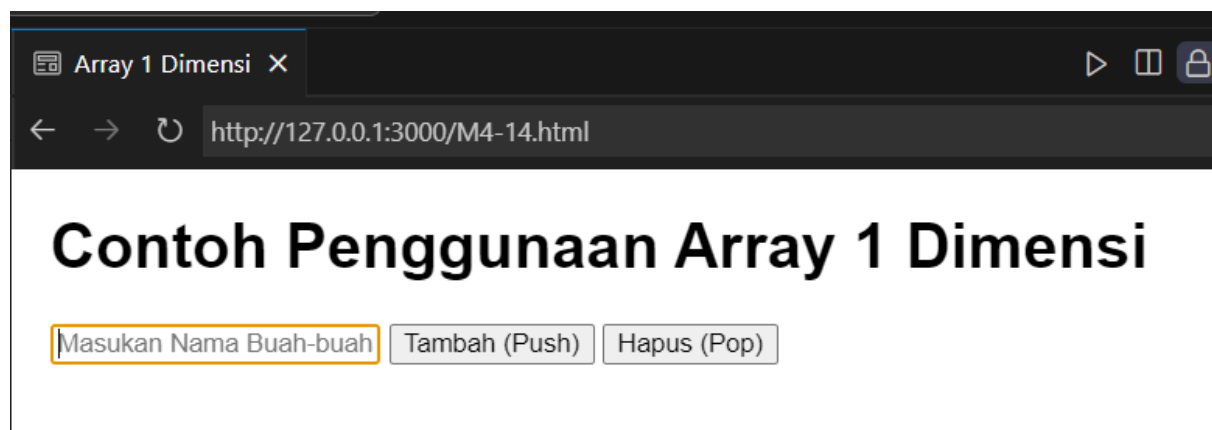 Array 1 Dimensi
http://127.0.0.1:3000/M4-14.html
Contoh Penggunaan Array 1 Dimensi
Masukan Nama Buah-buah Tambah (Push) Hapus (Pop)